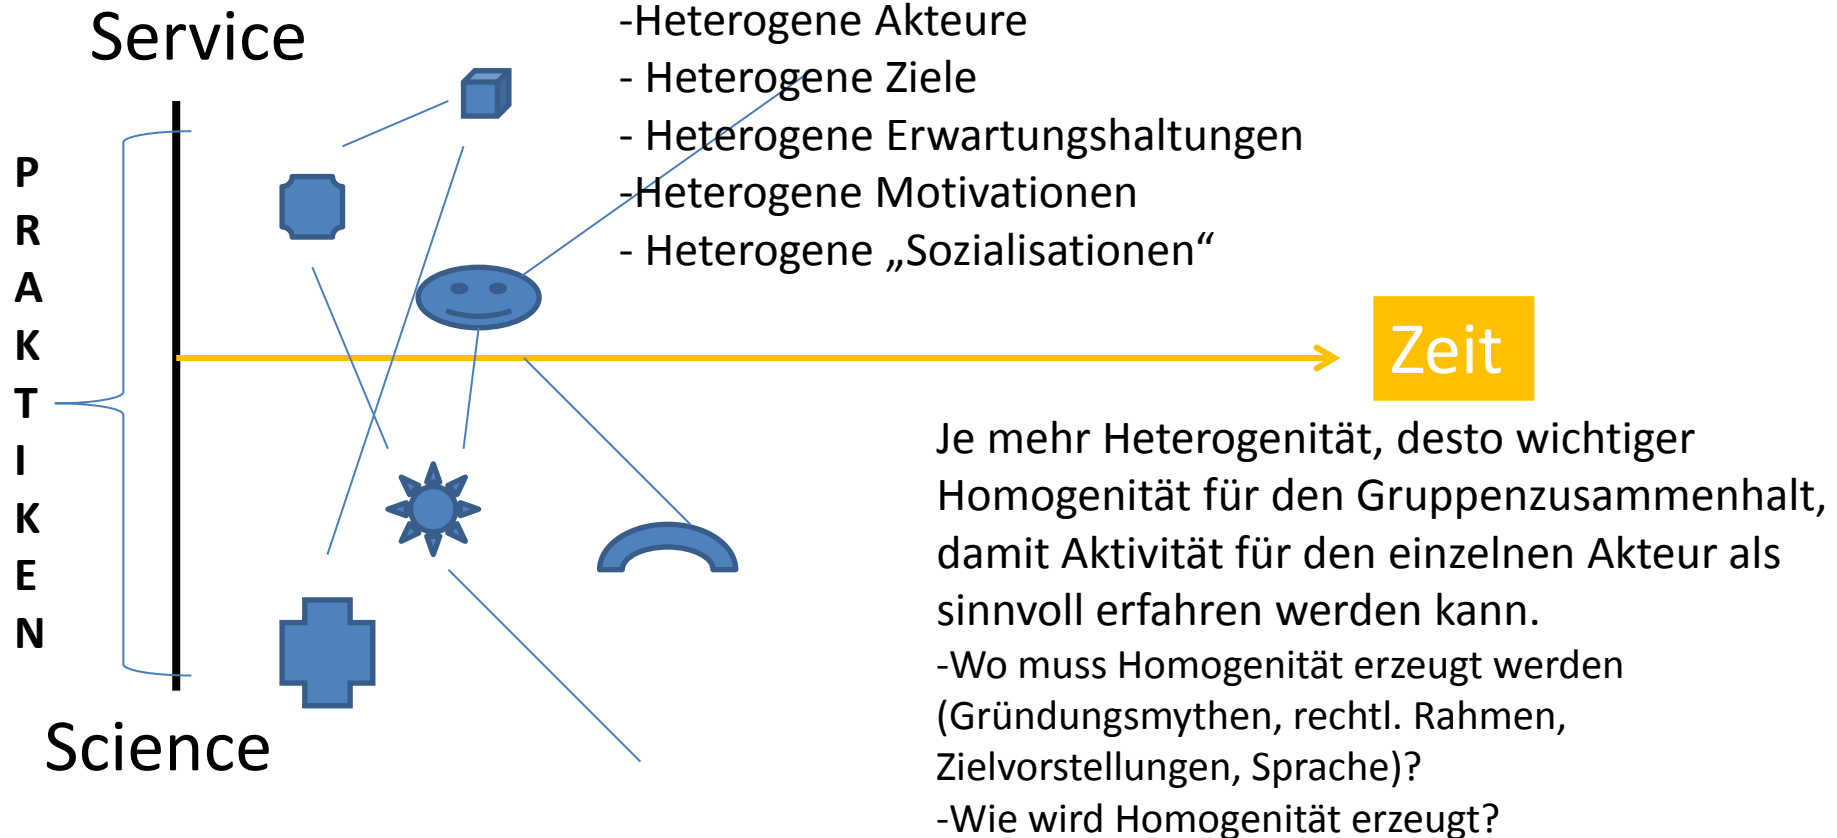 Service
-Heterogene Akteure
- Heterogene Ziele
- Heterogene Erwartungshaltungen
-Heterogene Motivationen
- Heterogene „Sozialisationen“
P
R
A
K
T
I
K
E
N
Zeit
Je mehr Heterogenität, desto wichtiger
Homogenität für den Gruppenzusammenhalt,
damit Aktivität für den einzelnen Akteur als
sinnvoll erfahren werden kann.
-Wo muss Homogenität erzeugt werden
(Gründungsmythen, rechtl. Rahmen,
Zielvorstellungen, Sprache)?
-Wie wird Homogenität erzeugt?
Science